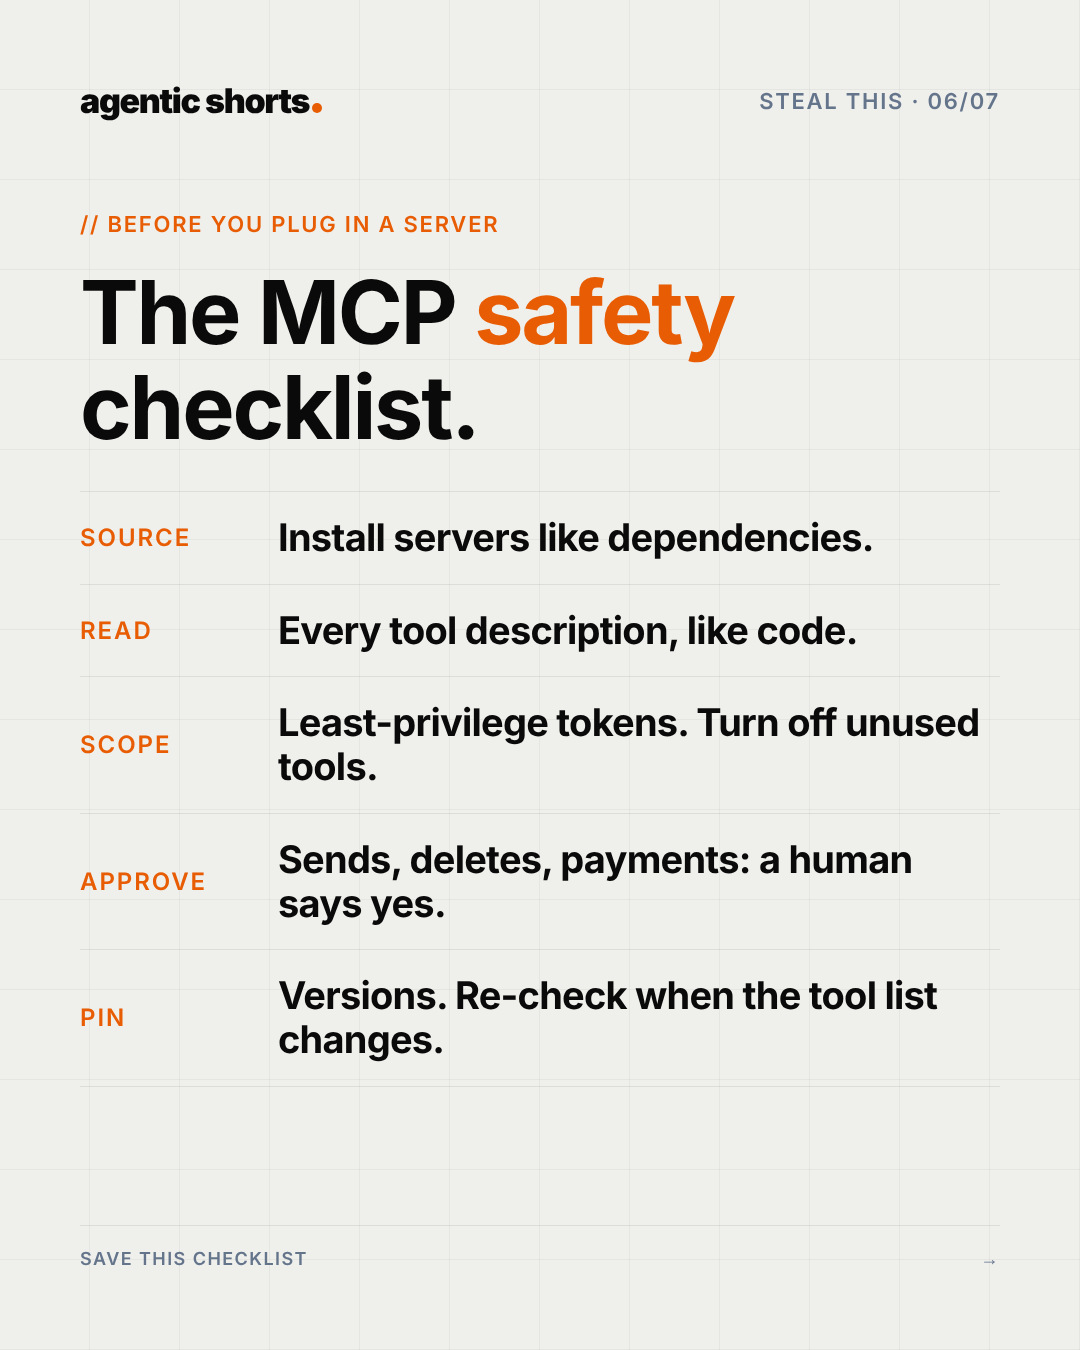 agentic shorts.
STEAL THIS · 06/07
// BEFORE YOU PLUG IN A SERVER
The MCP safety
checklist.
SOURCE
Install servers like dependencies.
READ
Every tool description, like code.
SCOPE
Least-privilege tokens. Turn off unused
tools.
APPROVE
Sends, deletes, payments: a human
says yes.
PIN
Versions. Re-check when the tool list
changes.
SAVE THIS CHECKLIST
→